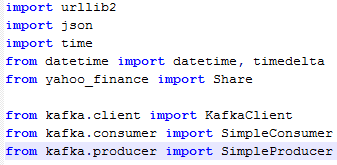 import urllib2
import json
import time
from datetime import datetime, timedelta
from yahoo_finance import Share
from kafka.client import KafkaClient
from kafka.consumer import SimpleConsumer
from kafka.producer import SimpleProducer